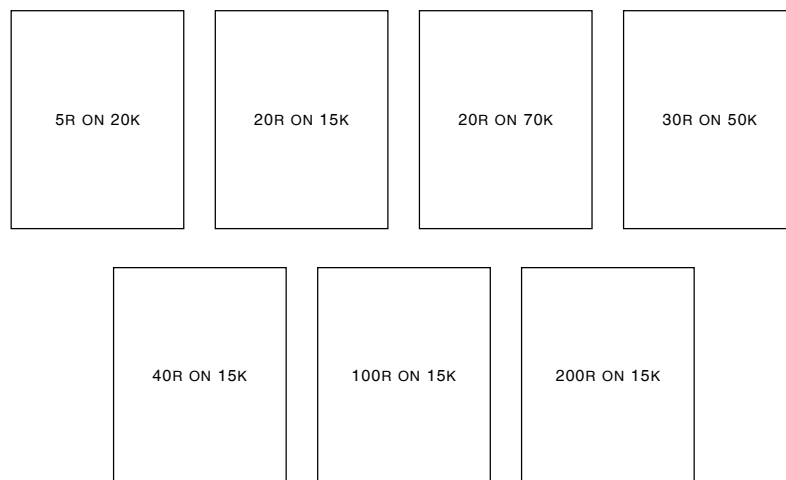 5R ON 20K
20R ON 15K
20R ON 70K
30R ON 50K
40R ON 15K
100R ON 15K
200R ON 15K